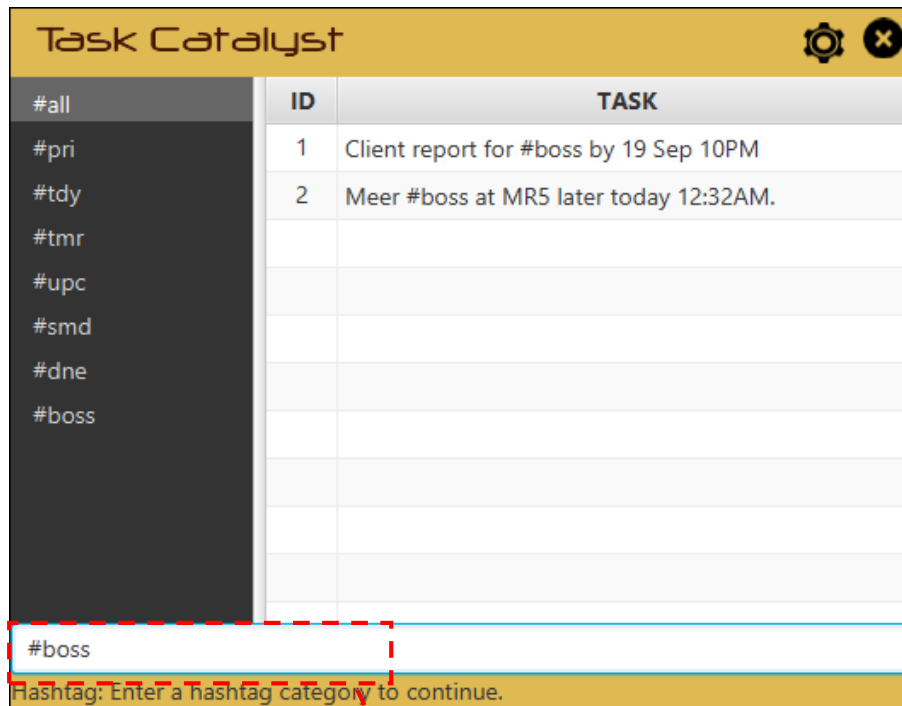 Task Catalyst
#all
#pri
#tdy
#tmr
#upc
#smd
#dne
#boss
ID TASK
1 Client report for #boss by 19 Sep 10PM
2 Meer #boss at MR5 later today 12:32AM.
#boss
Hashtag: Enter a hashtag category to continue.